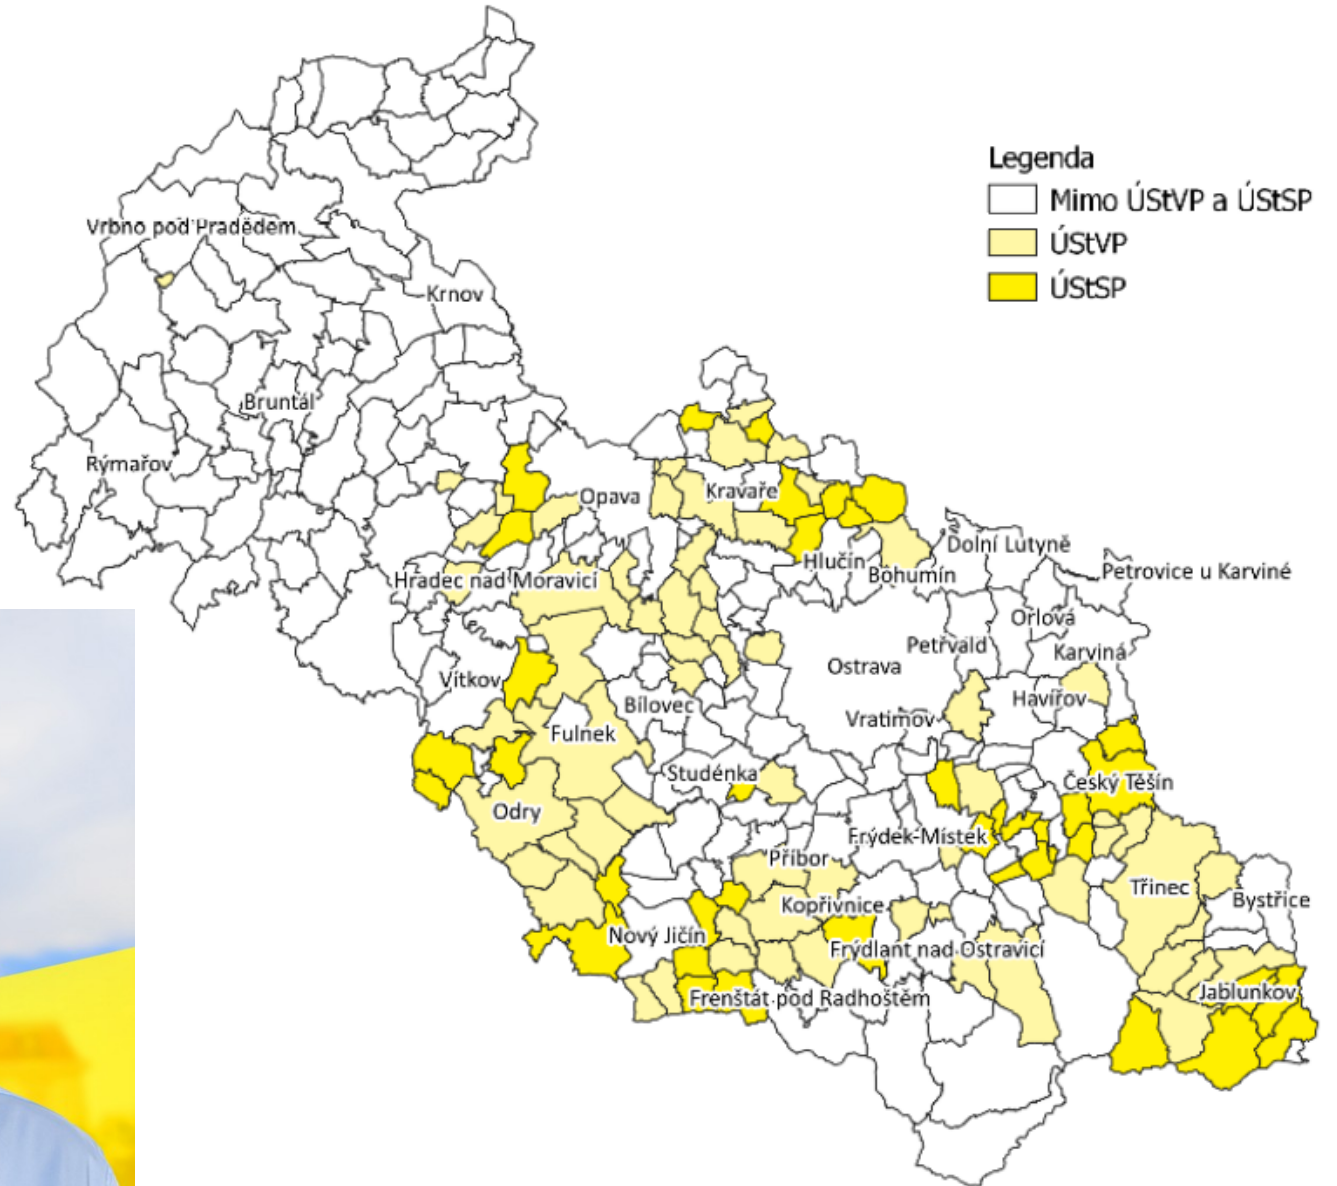 Legenda
Mimo ÚStVP a ÚStSP
ÚStVP
ÚStSP
Vrbno pod Pradědem
Krnov
Bruntál
Rýmařov
Opava
Kravaře
Hlučín
Bohumín
Dolní Lutyně
Petrovice u Karviné
Hradec nad Moravicí
Orlová
Petřvald
Karviná
Ostrava
Vítkov
Havířov
Bílovec
Vratimov
Fulnek
Studénka
Český Těšín
Odry
Frýdek-Místek
Příbor
Třinec
Bystřice
Kopřivnice
Nový Jičín
Frýdlant nad Ostravicí
Jablunkov
Frenštát pod Radhoštěm